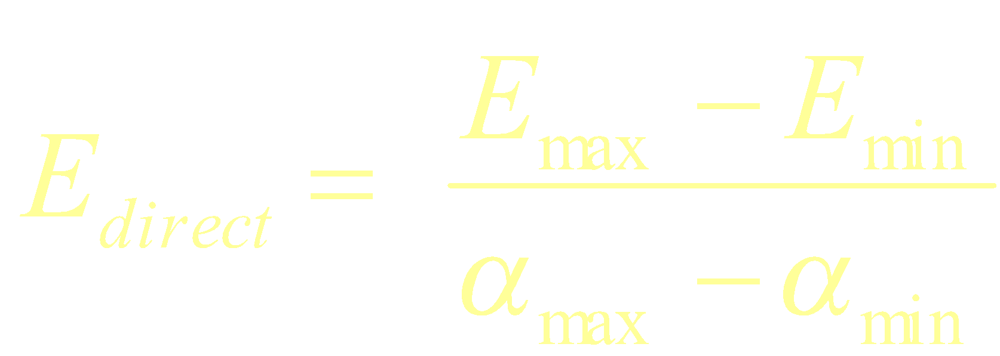 E_direct = (E_max − E_min) / (α_max − α_min)